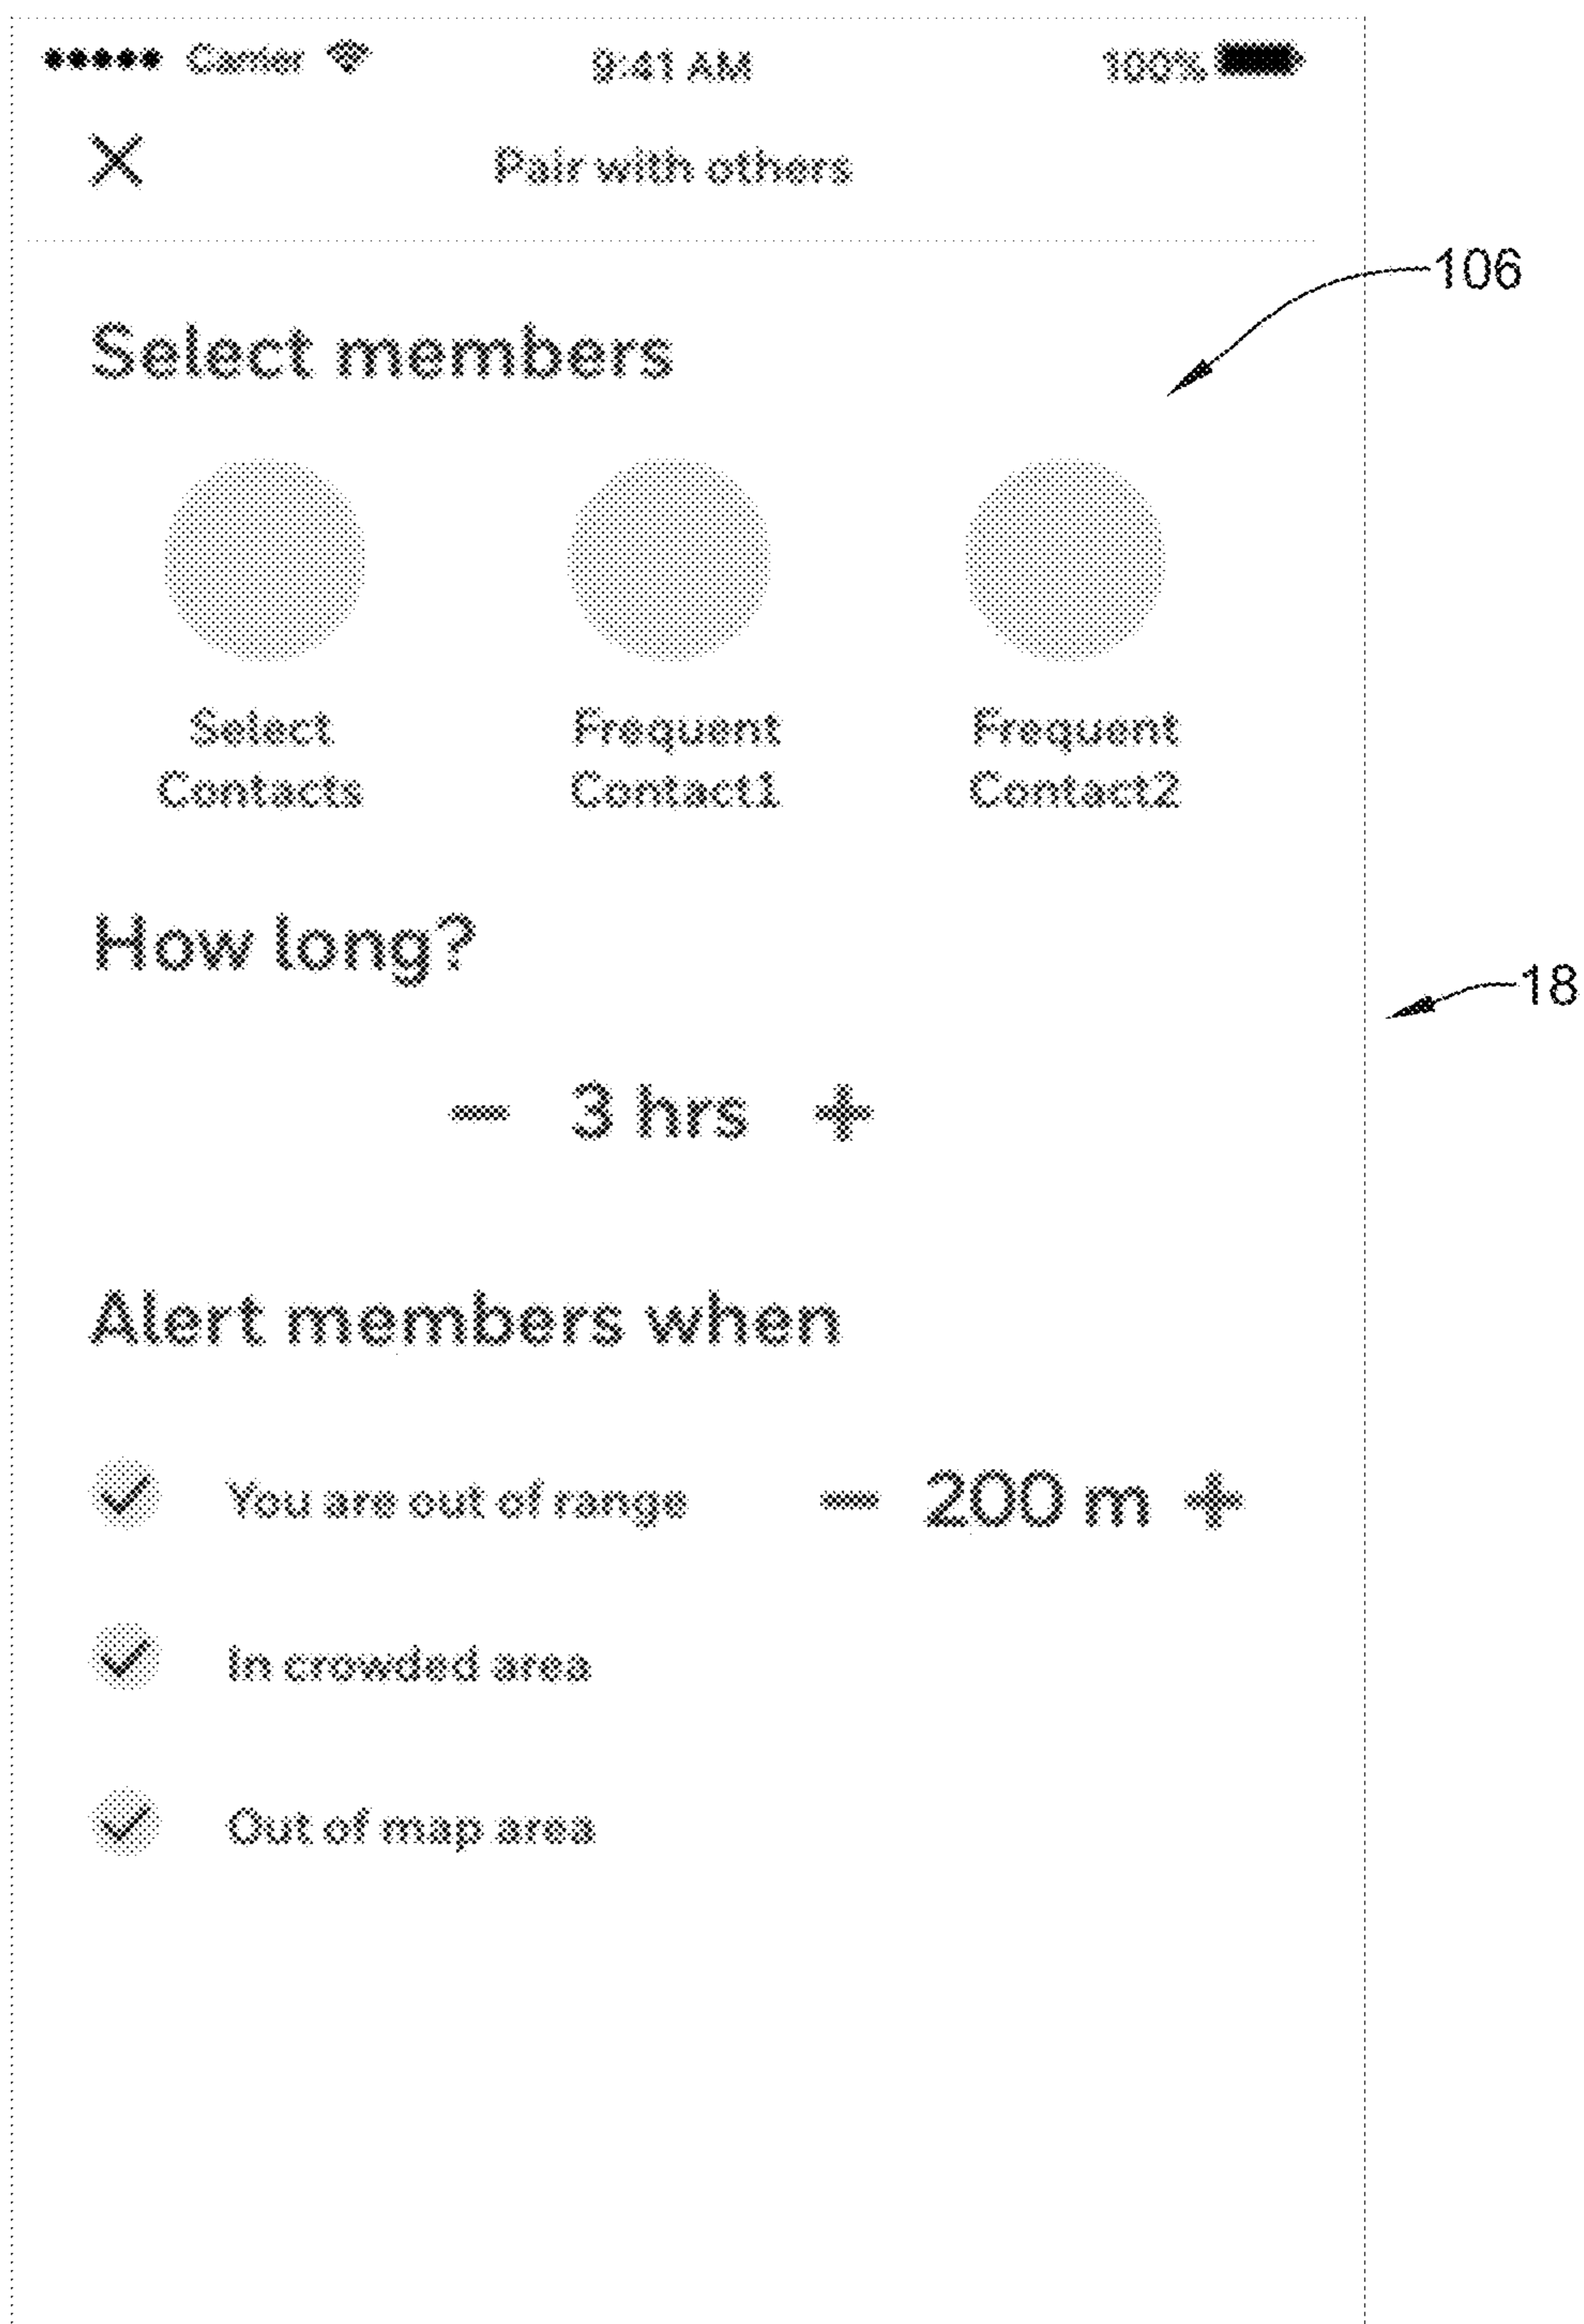 Carrier 9:41 AM 100%
Pair with others
106
Select members
Select Frequent Frequent
Contacts Contact1 Contact2
How long?
18
− 3 hrs +
Alert members when
You are out of range − 200 m +
In crowded area
Out of map area